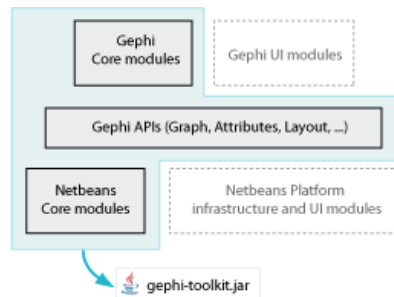 Gephi
Core modules
Gephi UI modules
Gephi APIs (Graph, Attributes, Layout, ...)
Netbeans
Core modules
Netbeans Platform
infrastructure and UI modules
gephi-toolkit.jar